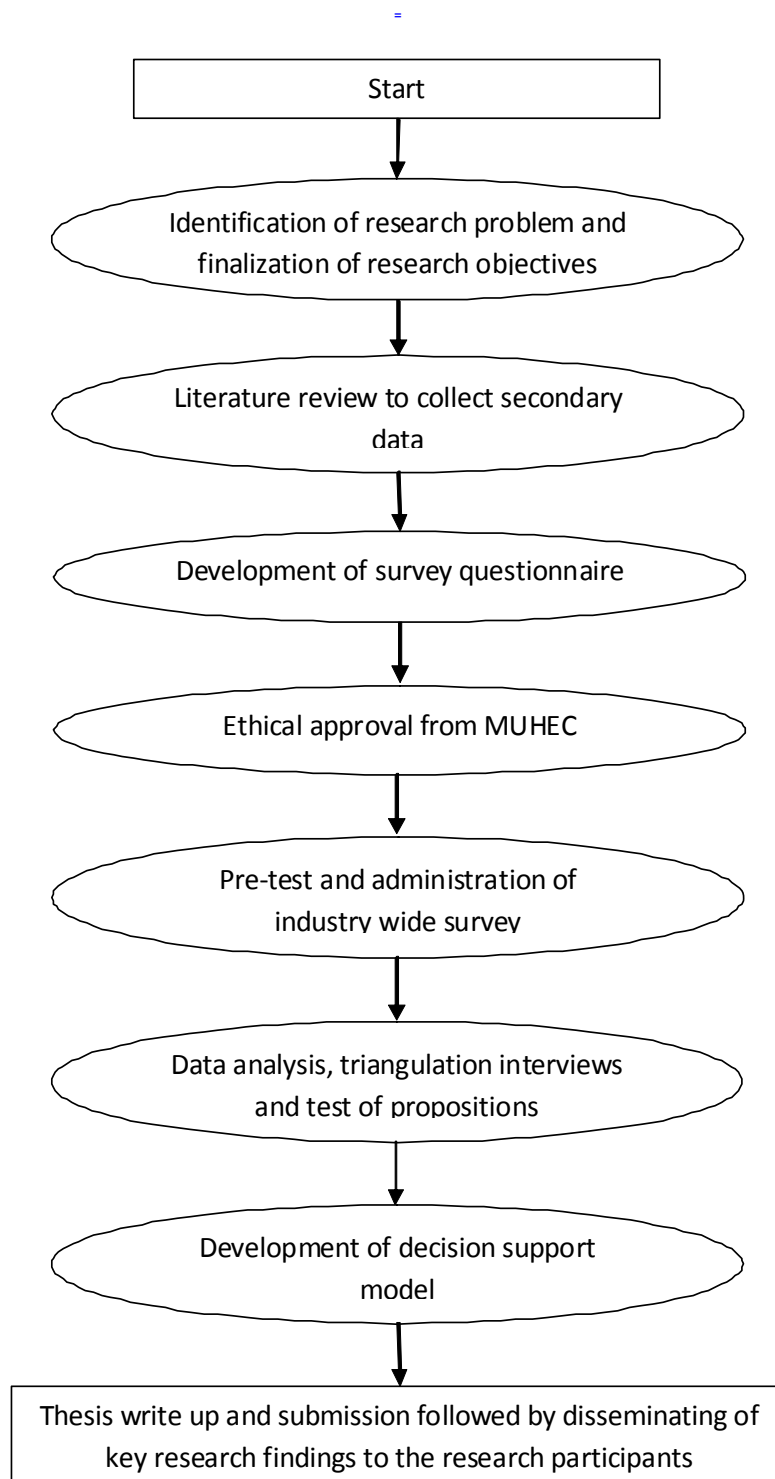 =
Start
Identification of research problem and
finalization of research objectives
Literature review to collect secondary
data
Development of survey questionnaire
Ethical approval from MUHEC
Pre-test and administration of
industry wide survey
Data analysis, triangulation interviews
and test of propositions
Development of decision support
model
Thesis write up and submission followed by disseminating of
key research findings to the research participants